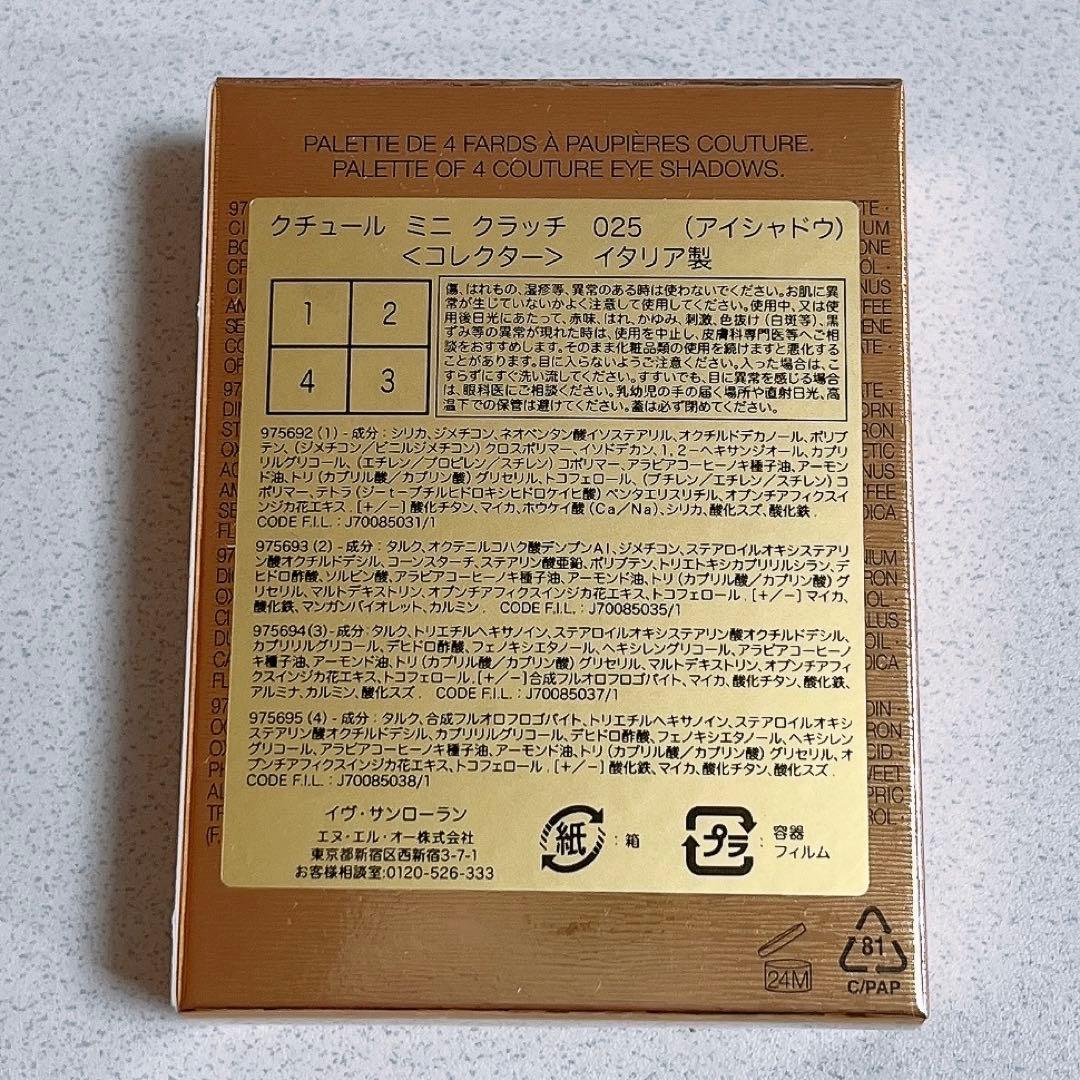 PALETTE DE 4 FARDS À PAUPIÈRES COUTURE.
PALETTE OF 4 COUTURE EYE SHADOWS.
クチュール ミニ クラッチ 025 (アイシャドウ)
<コレクター> イタリア製
1 2
4 3
傷、はれもの、湿疹等、異常のある時は使わないでください。お肌に異
常が生じていないかよく注意して使用してください。使用中、又は使
用後日光にあたって、赤味、はれ、かゆみ、刺激、色抜け(白斑等)、黒
ずみ等の異常が現れた時は、使用を中止し、皮膚科専門医等へご相
談をおすすめします。そのまま化粧品類の使用を続けますと悪化する
ことがあります。目に入らないようご注意ください。入った場合は、こ
すらずにすぐ洗い流してください。すすいでも、目に異常を感じる場合
は、眼科医にご相談ください。乳幼児の手の届く場所や直射日光、高
温下での保管は避けてください。蓋は必ず閉めてください。
975692 (1) - 成分：シリカ、ジメチコン、ネオペンタン酸イソステアリル、オクチルドデカノール、ポリブ
テン、(ジメチコン/ビニルジメチコン) クロスポリマー、イソドデカン、1, 2-ヘキサンジオール、カプリ
リルグリコール、(エチレン/プロピレン/スチレン) コポリマー、アラビアコーヒーノキ種子油、アーモン
ド油、トリ (カプリル酸/カプリン酸) グリセリル、トコフェロール、(ブチレン/エチレン/スチレン) コ
ポリマー、テトラ (ジーt-ブチルヒドロキシヒドロケイヒ酸) ペンタエリスリチル、オプンチアフィクスイ
ンジカ花エキス . [+/-] 酸化チタン、マイカ、ホウケイ酸 (Ca/Na)、シリカ、酸化スズ、酸化鉄.
CODE F.I.L. : J70085031/1
975693 (2) - 成分：タルク、オクテニルコハク酸デンプンAl、ジメチコン、ステアロイルオキシステアリ
ン酸オクチルドデシル、コーンスターチ、ステアリン酸亜鉛、ポリブテン、トリエトキシカプリリルシラン、デ
ヒドロ酢酸、ソルビン酸、アラビアコーヒーノキ種子油、アーモンド油、トリ (カプリル酸/カプリン酸) グ
リセリル、マルトデキストリン、オプンチアフィクスインジカ花エキス、トコフェロール . [+/-] マイカ、
酸化鉄、マンガンバイオレット、カルミン . CODE F.I.L. : J70085035/1
975694(3) - 成分：タルク、トリエチルヘキサノイン、ステアロイルオキシステアリン酸オクチルドデシル、
カプリリルグリコール、デヒドロ酢酸、フェノキシエタノール、ヘキシレングリコール、アラビアコーヒーノ
キ種子油、アーモンド油、トリ (カプリル酸/カプリン酸) グリセリル、マルトデキストリン、オプンチアフィ
クスインジカ花エキス、トコフェロール . [+/-] 合成フルオロフロゴパイト、マイカ、酸化チタン、酸化鉄、
アルミナ、カルミン、酸化スズ . CODE F.I.L. : J70085037/1
975695 (4) - 成分：タルク、合成フルオロフロゴパイト、トリエチルヘキサノイン、ステアロイルオキシ
ステアリン酸オクチルドデシル、カプリリルグリコール、デヒドロ酢酸、フェノキシエタノール、ヘキシレン
グリコール、アラビアコーヒーノキ種子油、アーモンド油、トリ (カプリル酸/カプリン酸) グリセリル、オ
プンチアフィクスインジカ花エキス、トコフェロール . [+/-] 酸化鉄、マイカ、酸化チタン、酸化スズ .
CODE F.I.L. : J70085038/1
イヴ・サンローラン
エヌ・エル・オー株式会社
東京都新宿区西新宿3-7-1
お客様相談室:0120-526-333
紙 : 箱
プラ : 容器
フィルム
24M
81
C/PAP